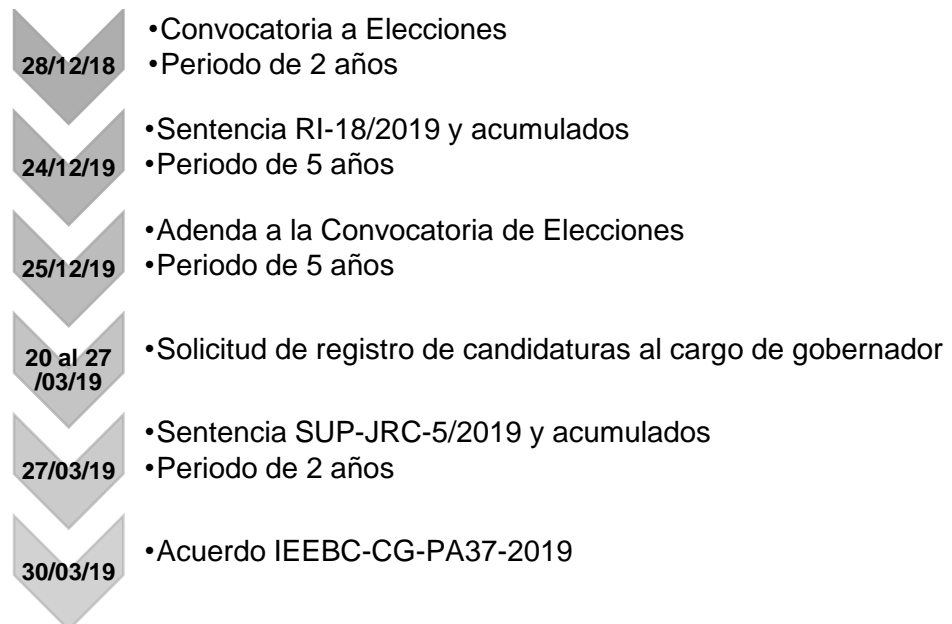 28/12/18
•Convocatoria a Elecciones
•Periodo de 2 años
24/12/19
•Sentencia RI-18/2019 y acumulados
•Periodo de 5 años
25/12/19
•Adenda a la Convocatoria de Elecciones
•Periodo de 5 años
20 al 27
/03/19
•Solicitud de registro de candidaturas al cargo de gobernador
27/03/19
•Sentencia SUP-JRC-5/2019 y acumulados
•Periodo de 2 años
30/03/19
•Acuerdo IEEBC-CG-PA37-2019